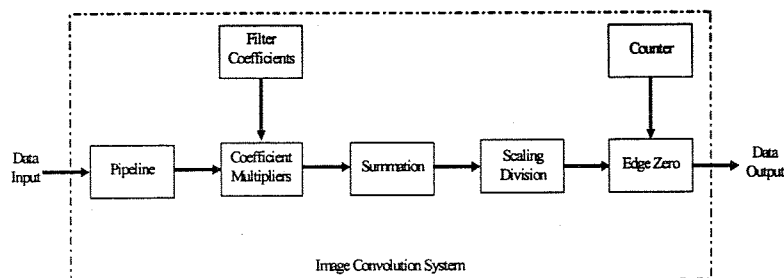 Filter
Coefficients
Counter
Data
Input
Pipeline
Coefficient
Multipliers
Summation
Scaling
Division
Edge Zero
Data
Output
Image Convolution System